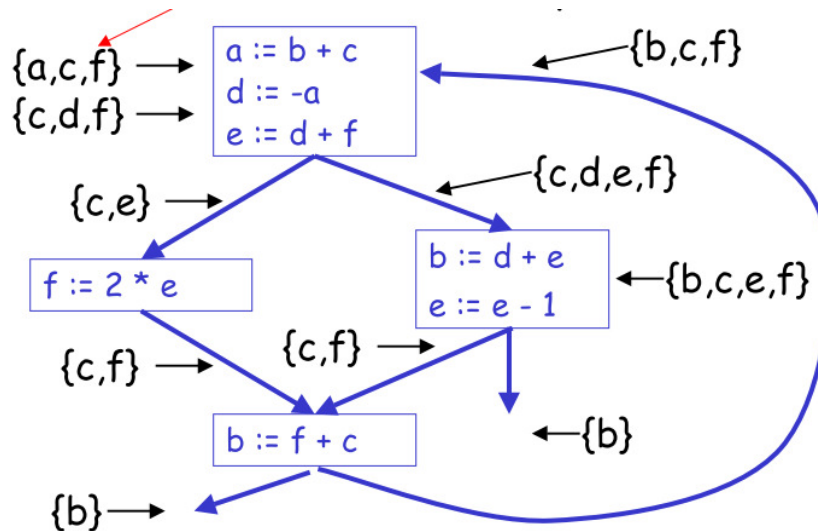 a := b + c
{b,c,f}
{a,c,f}
d := -a
{c,d,f}
e := d + f
{c,d,e,f}
{c,e}
b := d + e
f := 2 * e
{b,c,e,f}
e := e - 1
{c,f}
{c,f}
b := f + c
{b}
{b}